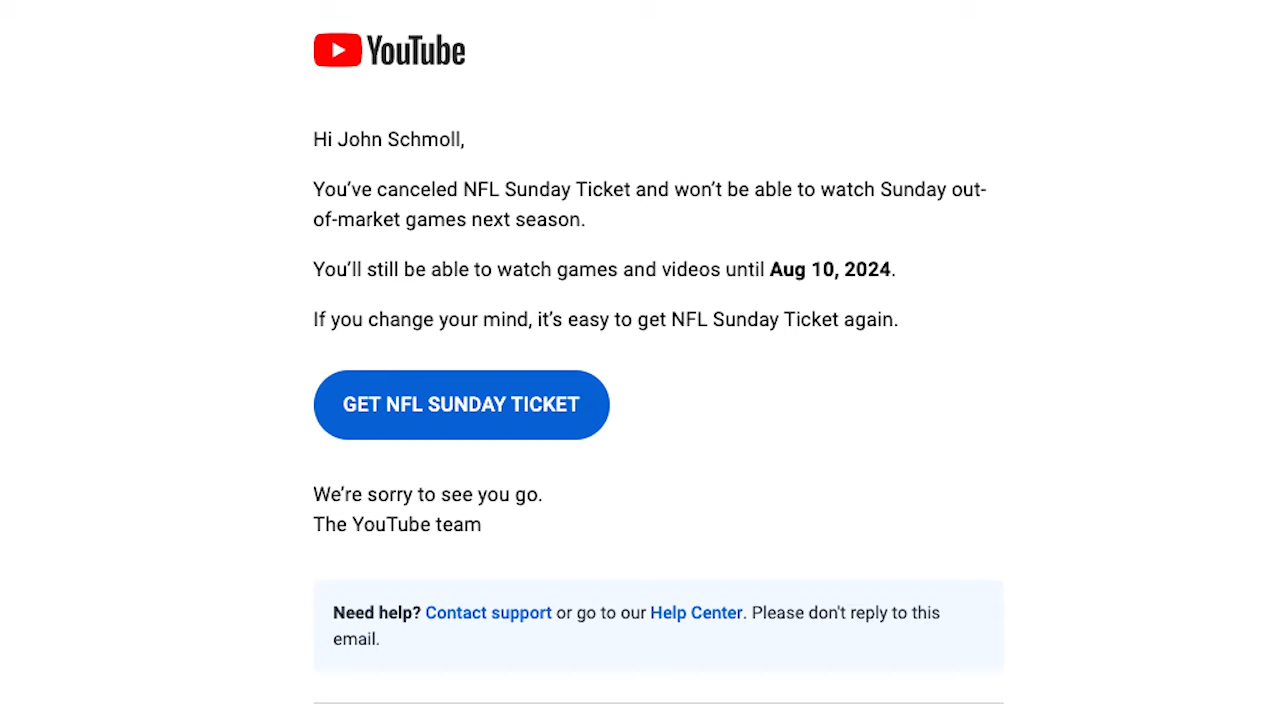 YouTube
Hi John Schmoll,
You’ve canceled NFL Sunday Ticket and won’t be able to watch Sunday out-
of-market games next season.
You’ll still be able to watch games and videos until Aug 10, 2024.
If you change your mind, it’s easy to get NFL Sunday Ticket again.
GET NFL SUNDAY TICKET
We’re sorry to see you go.
The YouTube team
Need help? Contact support or go to our Help Center. Please don't reply to this
email.